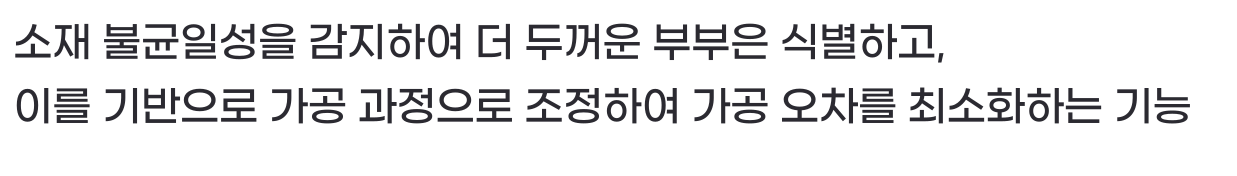 소재 불균일성을 감지하여 더 두꺼운 부부은 식별하고,
이를 기반으로 가공 과정으로 조정하여 가공 오차를 최소화하는 기능